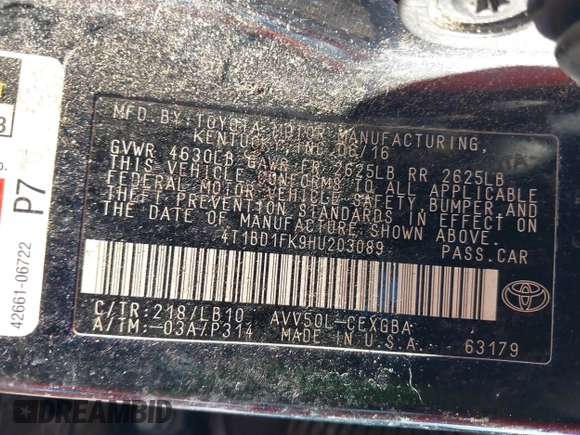 MFD. BY: TOYOTA MOTOR MANUFACTURING,
KENTUCKY, INC. 08/16
GVWR 4630LB GAWR FR 2625LB RR 2625LB
THIS VEHICLE CONFORMS TO ALL APPLICABLE
FEDERAL MOTOR VEHICLE SAFETY, BUMPER, AND
THEFT PREVENTION STANDARDS IN EFFECT ON
THE DATE OF MANUFACTURE SHOWN ABOVE.
4T1BD1FK9HU203089 PASS.CAR
C/TR:218/LB10 AVV50L-CEXGBA
A/TM:-03A/P314 MADE IN U.S.A.
63179
P7
42661-06722
DREAMBID